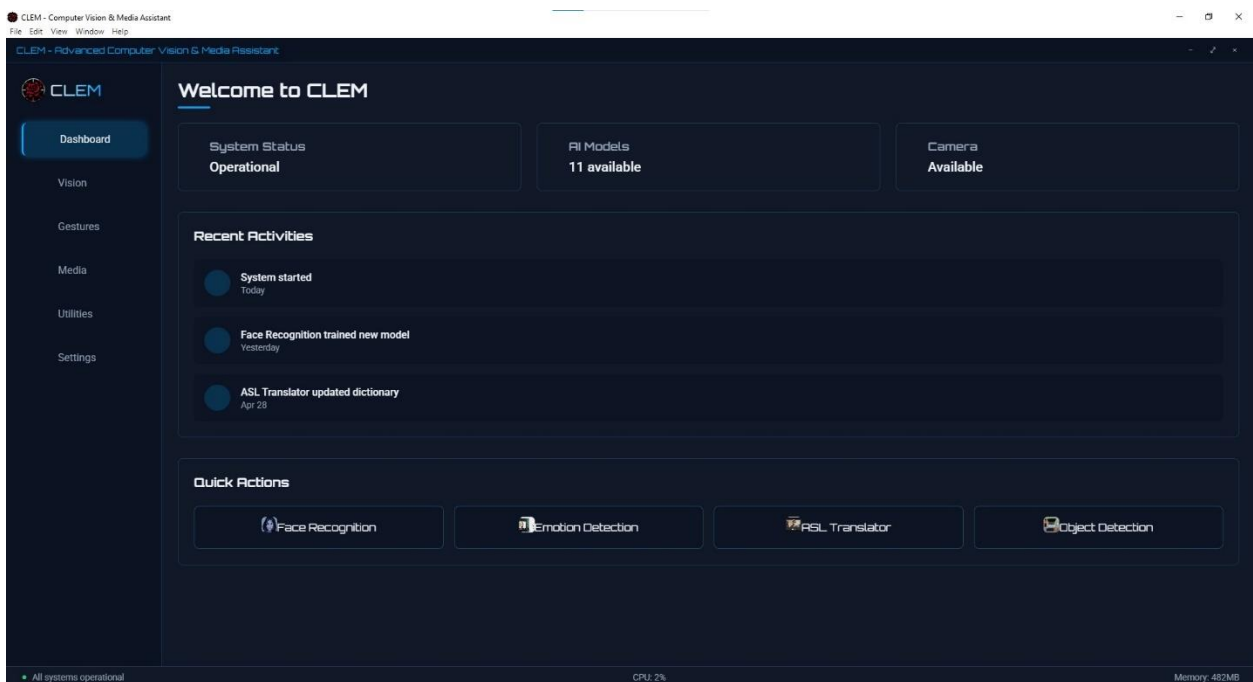 CLEM - Computer Vision & Media Assistant
File Edit View Window Help
CLEM - Advanced Computer Vision & Media Assistant
CLEM
Dashboard
Vision
Gestures
Media
Utilities
Settings
Welcome to CLEM
System Status
Operational
AI Models
11 available
Camera
Available
Recent Activities
System started
Today
Face Recognition trained new model
Yesterday
ASL Translator updated dictionary
Apr 28
Quick Actions
Face Recognition
Emotion Detection
ASL Translator
Object Detection
All systems operational
CPU: 2%
Memory: 482MB